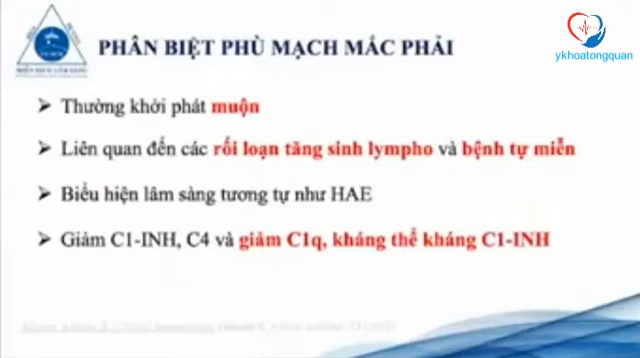 PHÂN BIỆT PHÙ MẠCH MẮC PHẢI
ykhoatongquan
Thường khởi phát muộn
Liên quan đến các rối loạn tăng sinh lympho và bệnh tự miễn
Biểu hiện lâm sàng tương tự như HAE
Giảm C1-INH, C4 và giảm C1q, kháng thể kháng C1-INH